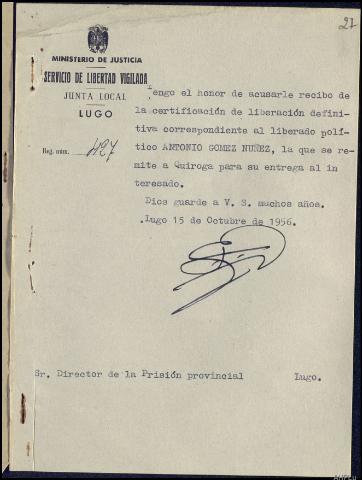 27
MINISTERIO DE JUSTICIA
SERVICIO DE LIBERTAD VIGILADA
JUNTA LOCAL
LUGO
Reg. núm. 427
Tengo el honor de acusarle recibo de
la certificación de liberación defini-
tiva correspondiente al liberado polí-
tico ANTONIO GOMEZ NUÑEZ, la que se re-
mite a Quiroga para su entrega al in
teresado.
Dios guarde a V. S. muchos años.
Lugo 15 de Octubre de 1956.
Sr. Director de la Prisión provincial Lugo.